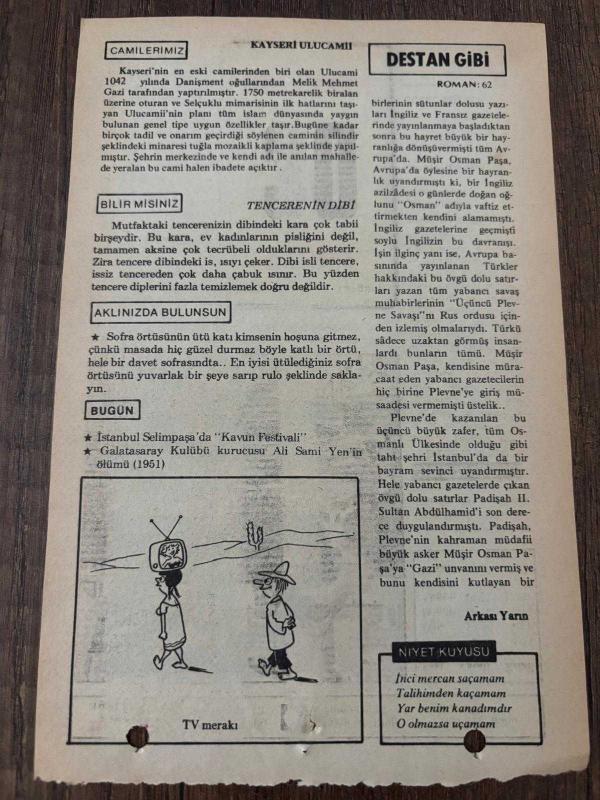 CAMİLERİMİZ
KAYSERİ ULUCAMİİ
Kayseri'nin en eski camilerinden biri olan Ulucami
1042 yılında Danişment oğullarından Melik Mehmet
Gazi tarafından yaptırılmıştır. 1750 metrekarelik biralan
üzerine oturan ve Selçuklu mimarisinin ilk hatlarını taşı-
yan Ulucamii'nin planı tüm islam dünyasında yaygın
bulunan genel tipe uygun özellikler taşır.Bugüne kadar
birçok tadil ve onarım geçirdiği söylenen caminin silindir
şeklindeki minaresi tuğla mozaikli kaplama şeklinde yapıl-
mıştır. Şehrin merkezinde ve kendi adı ile anılan mahalle-
de yeralan bu cami halen ibadete açıktır .
BİLİR MİSİNİZ
TENCERENİN DİBİ
Mutfaktaki tencerenizin dibindeki kara çok tabii
birşeydir. Bu kara, ev kadınlarının pisliğini değil,
tamamen aksine çok tecrübeli olduklarını gösterir.
Zira tencere dibindeki is, ısıyı çeker. Dibi isli tencere,
issiz tencereden çok daha çabuk ısınır. Bu yüzden
tencere diplerini fazla temizlemek doğru değildir.
AKLINIZDA BULUNSUN
★ Sofra örtüsünün ütü katı kimsenin hoşuna gitmez,
çünkü masada hiç güzel durmaz böyle katlı bir örtü,
hele bir davet sofrasında.. En iyisi ütülediğiniz sofra
örtüsünü yuvarlak bir şeye sarıp rulo şeklinde sakla-
yın.
BUGÜN
★ İstanbul Selimpaşa'da "Kavun Festivali"
★ Galatasaray Kulübü kurucusu Ali Sami Yen'in
ölümü (1951)
TV merakı
DESTAN GİBİ
ROMAN: 62
birlerinin sütunlar dolusu yazı-
ları İngiliz ve Fransız gazetele-
rinde yayınlanmaya başladıktan
sonra bu hayret büyük bir hay-
ranlığa dönüşüvermişti tüm Av-
rupa'da. Müşir Osman Paşa,
Avrupa'da öylesine bir hayran-
lık uyandırmıştı ki, bir İngiliz
azilzâdesi o günlerde doğan oğ-
lunu "Osman" adıyla vaftiz et-
tirmekten kendini alamamıştı.
İngiliz gazetelerine geçmişti
soylu İngilizin bu davranışı.
İşin ilginç yanı ise, Avrupa ba-
sınında yayınlanan Türkler
hakkındaki bu övgü dolu satır-
ları yazan tüm yabancı savaş
muhabirlerinin "Üçüncü Plev-
ne Savaşı"nı Rus ordusu için-
den izlemiş olmalarıydı. Türkü
sâdece uzaktan görmüş insan-
lardı bunların tümü. Müşir
Osman Paşa, kendisine müra-
caat eden yabancı gazetecilerin
hiç birine Plevne'ye giriş mü-
saadesi vermemişti üstelik..
Plevne'de kazanılan bu
üçüncü büyük zafer, tüm Os-
manlı Ülkesinde olduğu gibi
taht şehri İstanbul'da da bir
bayram sevinci uyandırmıştır.
Hele yabancı gazetelerde çıkan
övgü dolu satırlar Padişah II.
Sultan Abdülhamid'i son dere-
ce duygulandırmıştı. Padişah,
Plevne'nin kahraman müdafii
büyük asker Müşir Osman Pa-
şa'ya "Gazi" unvanını vermiş ve
bunu kendisini kutlayan bir
Arkası Yarın
NİYET KUYUSU
İnci mercan saçamam
Talihimden kaçamam
Yar benim kanadımdır
O olmazsa uçamam